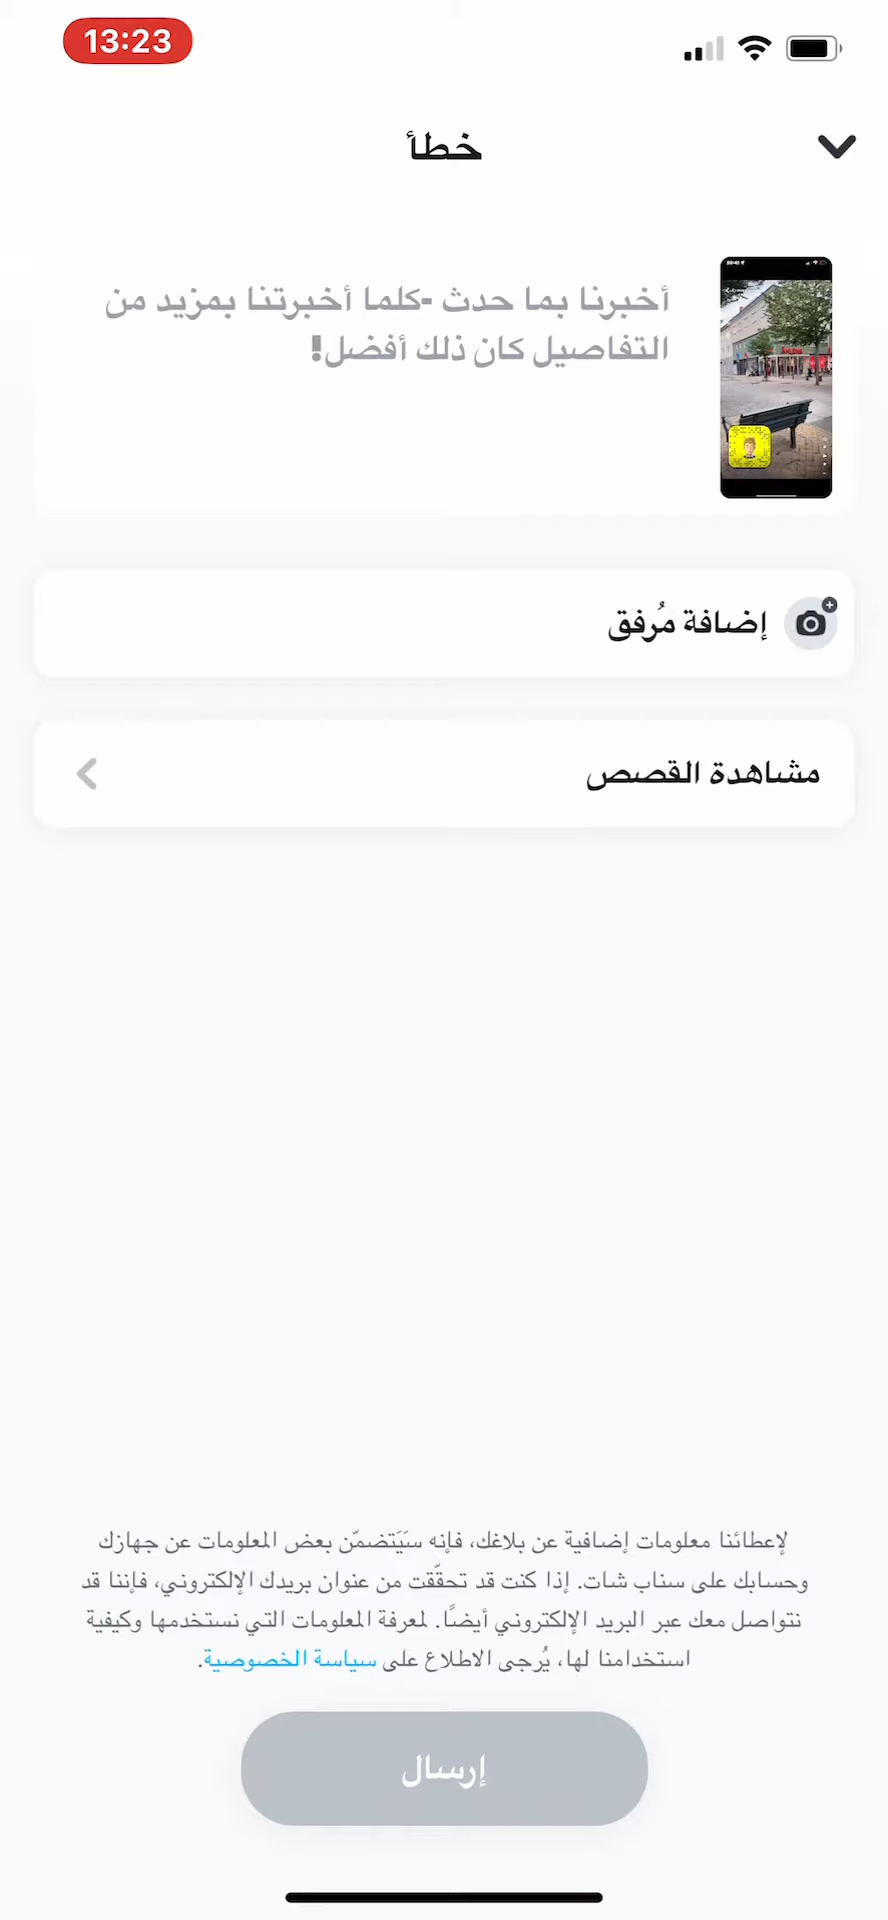 13:23
خطأ
أخبرنا بما حدث -كلما أخبرتنا بمزيد من
التفاصيل كان ذلك أفضل!
إضافة مُرفق
مشاهدة القصص
لإعطائنا معلومات إضافية عن بلاغك، فإنه سيَتضمّن بعض المعلومات عن جهازك
وحسابك على سناب شات. إذا كنت قد تحقّقت من عنوان بريدك الإلكتروني، فإننا قد
نتواصل معك عبر البريد الإلكتروني أيضًا. لمعرفة المعلومات التي نستخدمها وكيفية
استخدامنا لها، يُرجى الاطلاع على سياسة الخصوصية.
إرسال